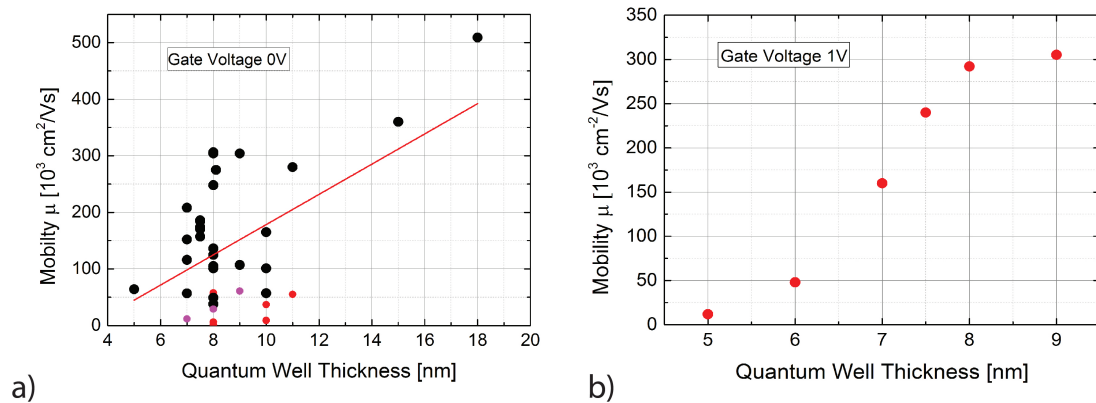 a)
Gate Voltage 0V
Mobilty µ [10³ cm²/Vs]
500
400
300
200
100
0
4 6 8 10 12 14 16 18 20
Quantum Well Thickness [nm]
b)
Gate Voltage 1V
Mobility µ [10³ cm⁻²/Vs]
350
300
250
200
150
100
50
0
5 6 7 8 9
Quantum Well Thickness [nm]